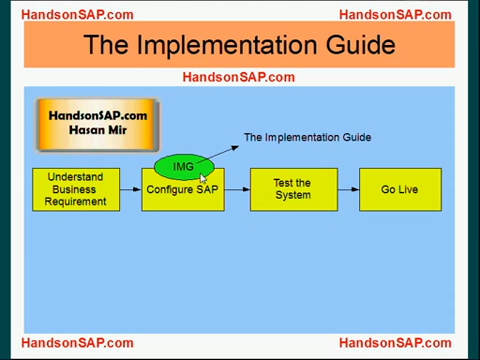 HandsonSAP.com
HandsonSAP.com
The Implementation Guide
HandsonSAP.com
HandsonSAP.com
Hasan Mir
The Implementation Guide
IMG
Understand
Business
Requirement
Configure SAP
Test the
System
Go Live
HandsonSAP.com
HandsonSAP.com